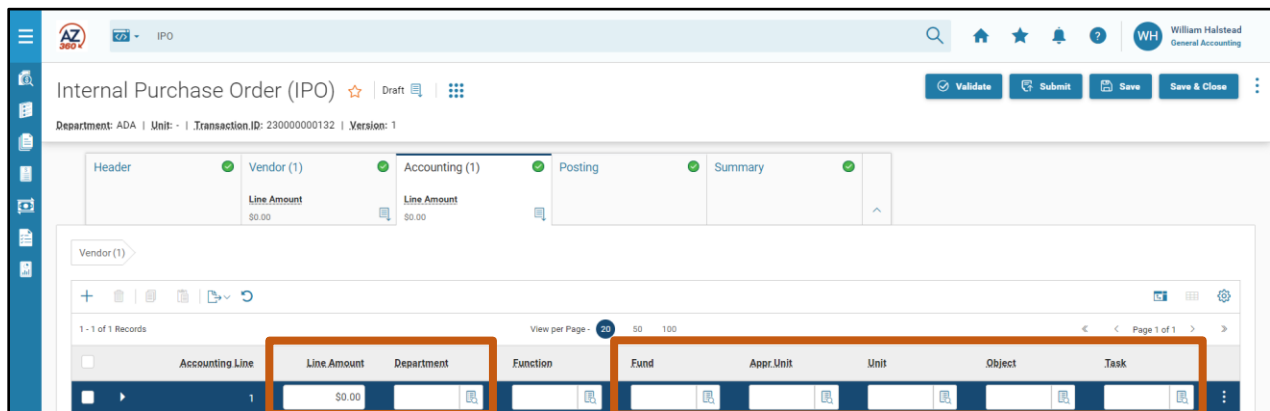 AZ
360
IPO
WH
William Halstead
General Accounting
Internal Purchase Order (IPO) Draft
Validate Submit Save Save & Close
Department: ADA | Unit: - | Transaction ID: 230000000132 | Version: 1
Header Vendor (1) Accounting (1) Posting Summary
Line Amount Line Amount
$0.00 $0.00
Vendor (1)
1 - 1 of 1 Records View per Page - 20 50 100 Page 1 of 1
Accounting Line Line Amount Department Function Fund Appr Unit Unit Object Task
1 $0.00